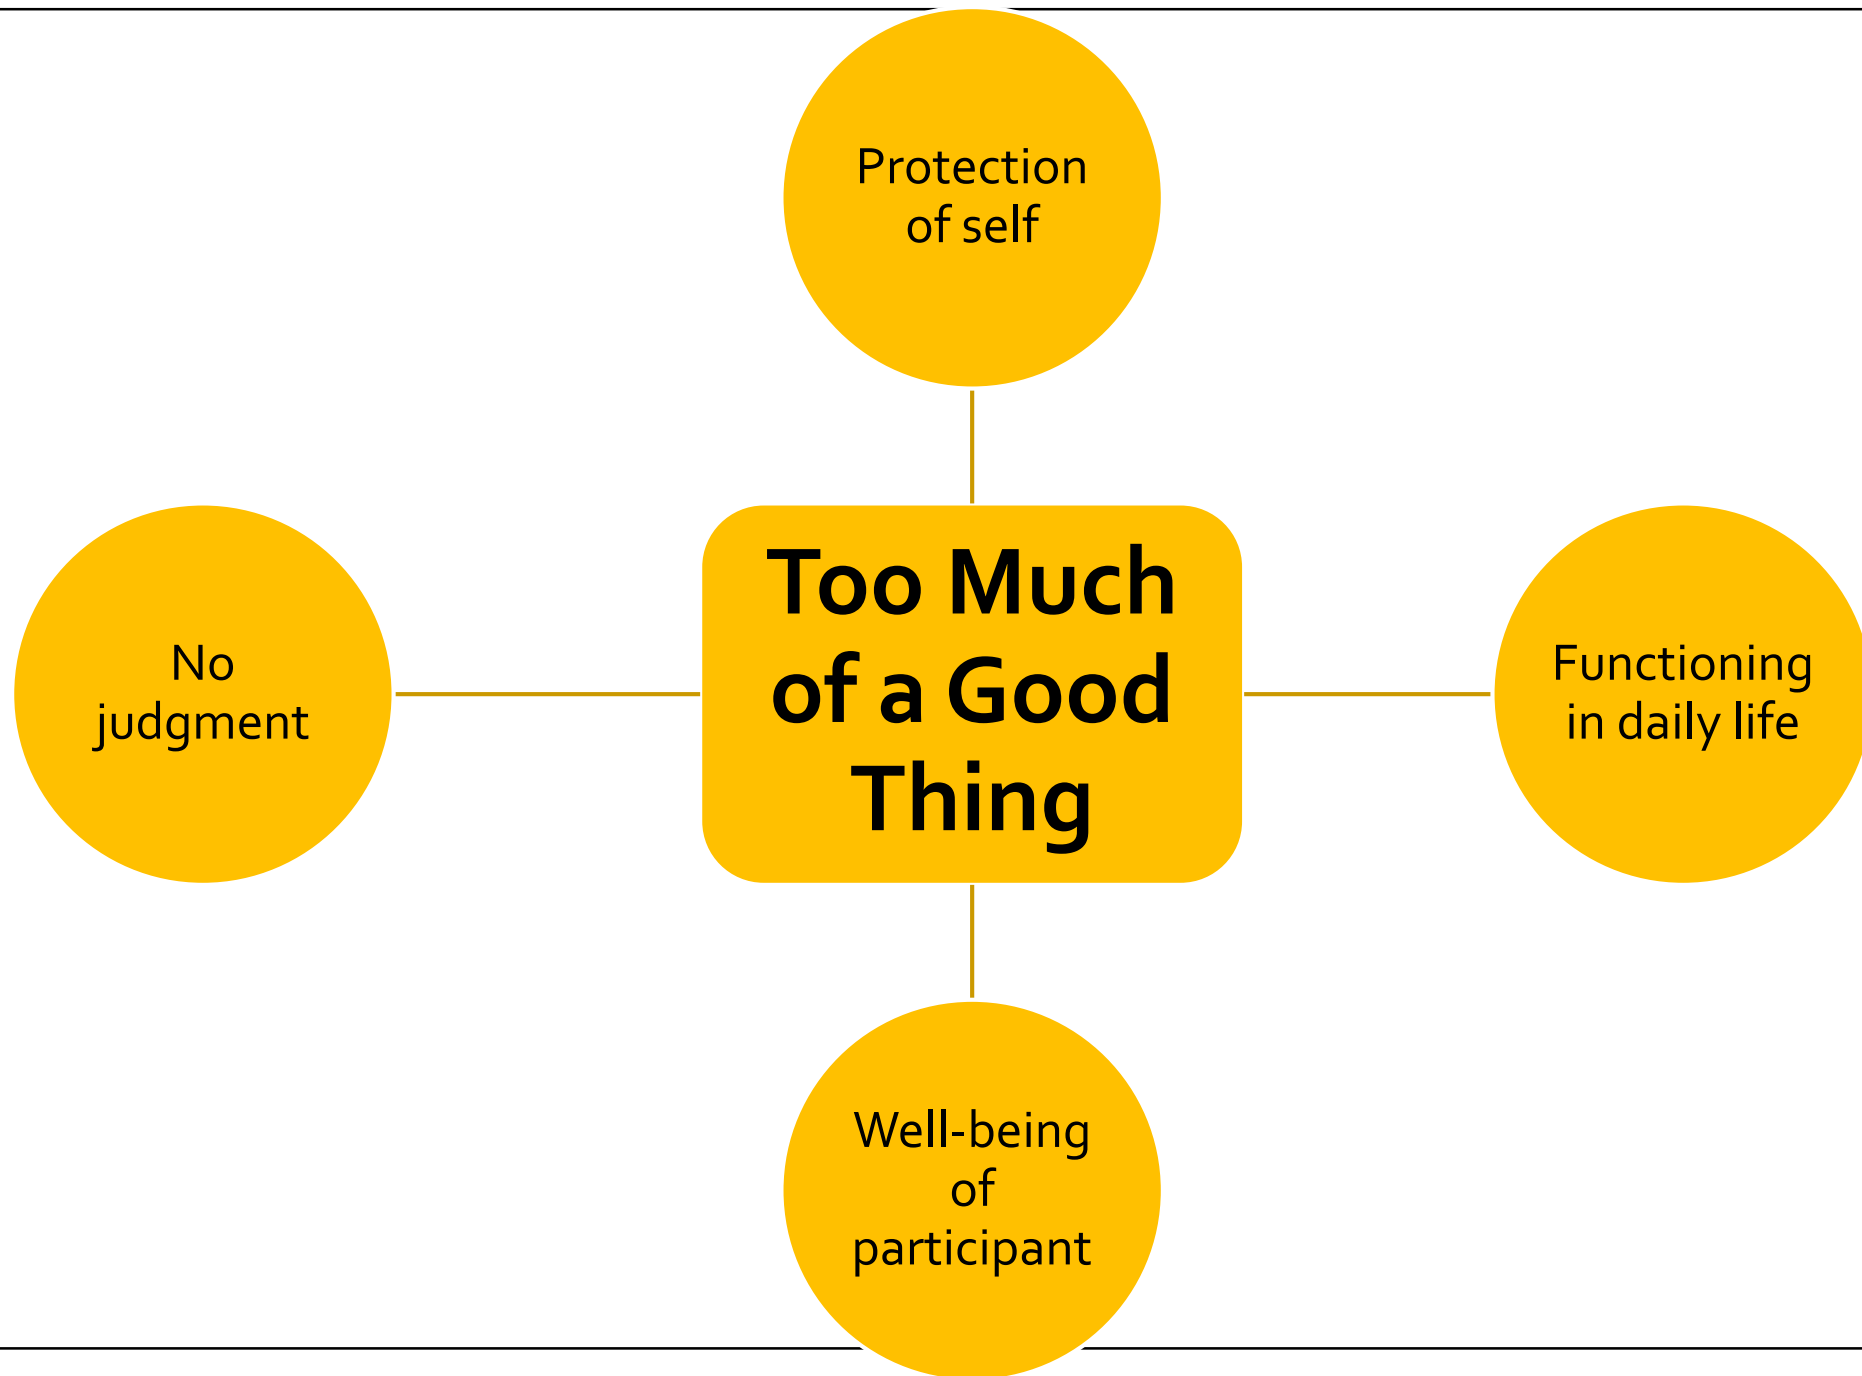 Protection
of self
No
judgment
Too Much
of a Good
Thing
Functioning
in daily life
Well-being
of
participant